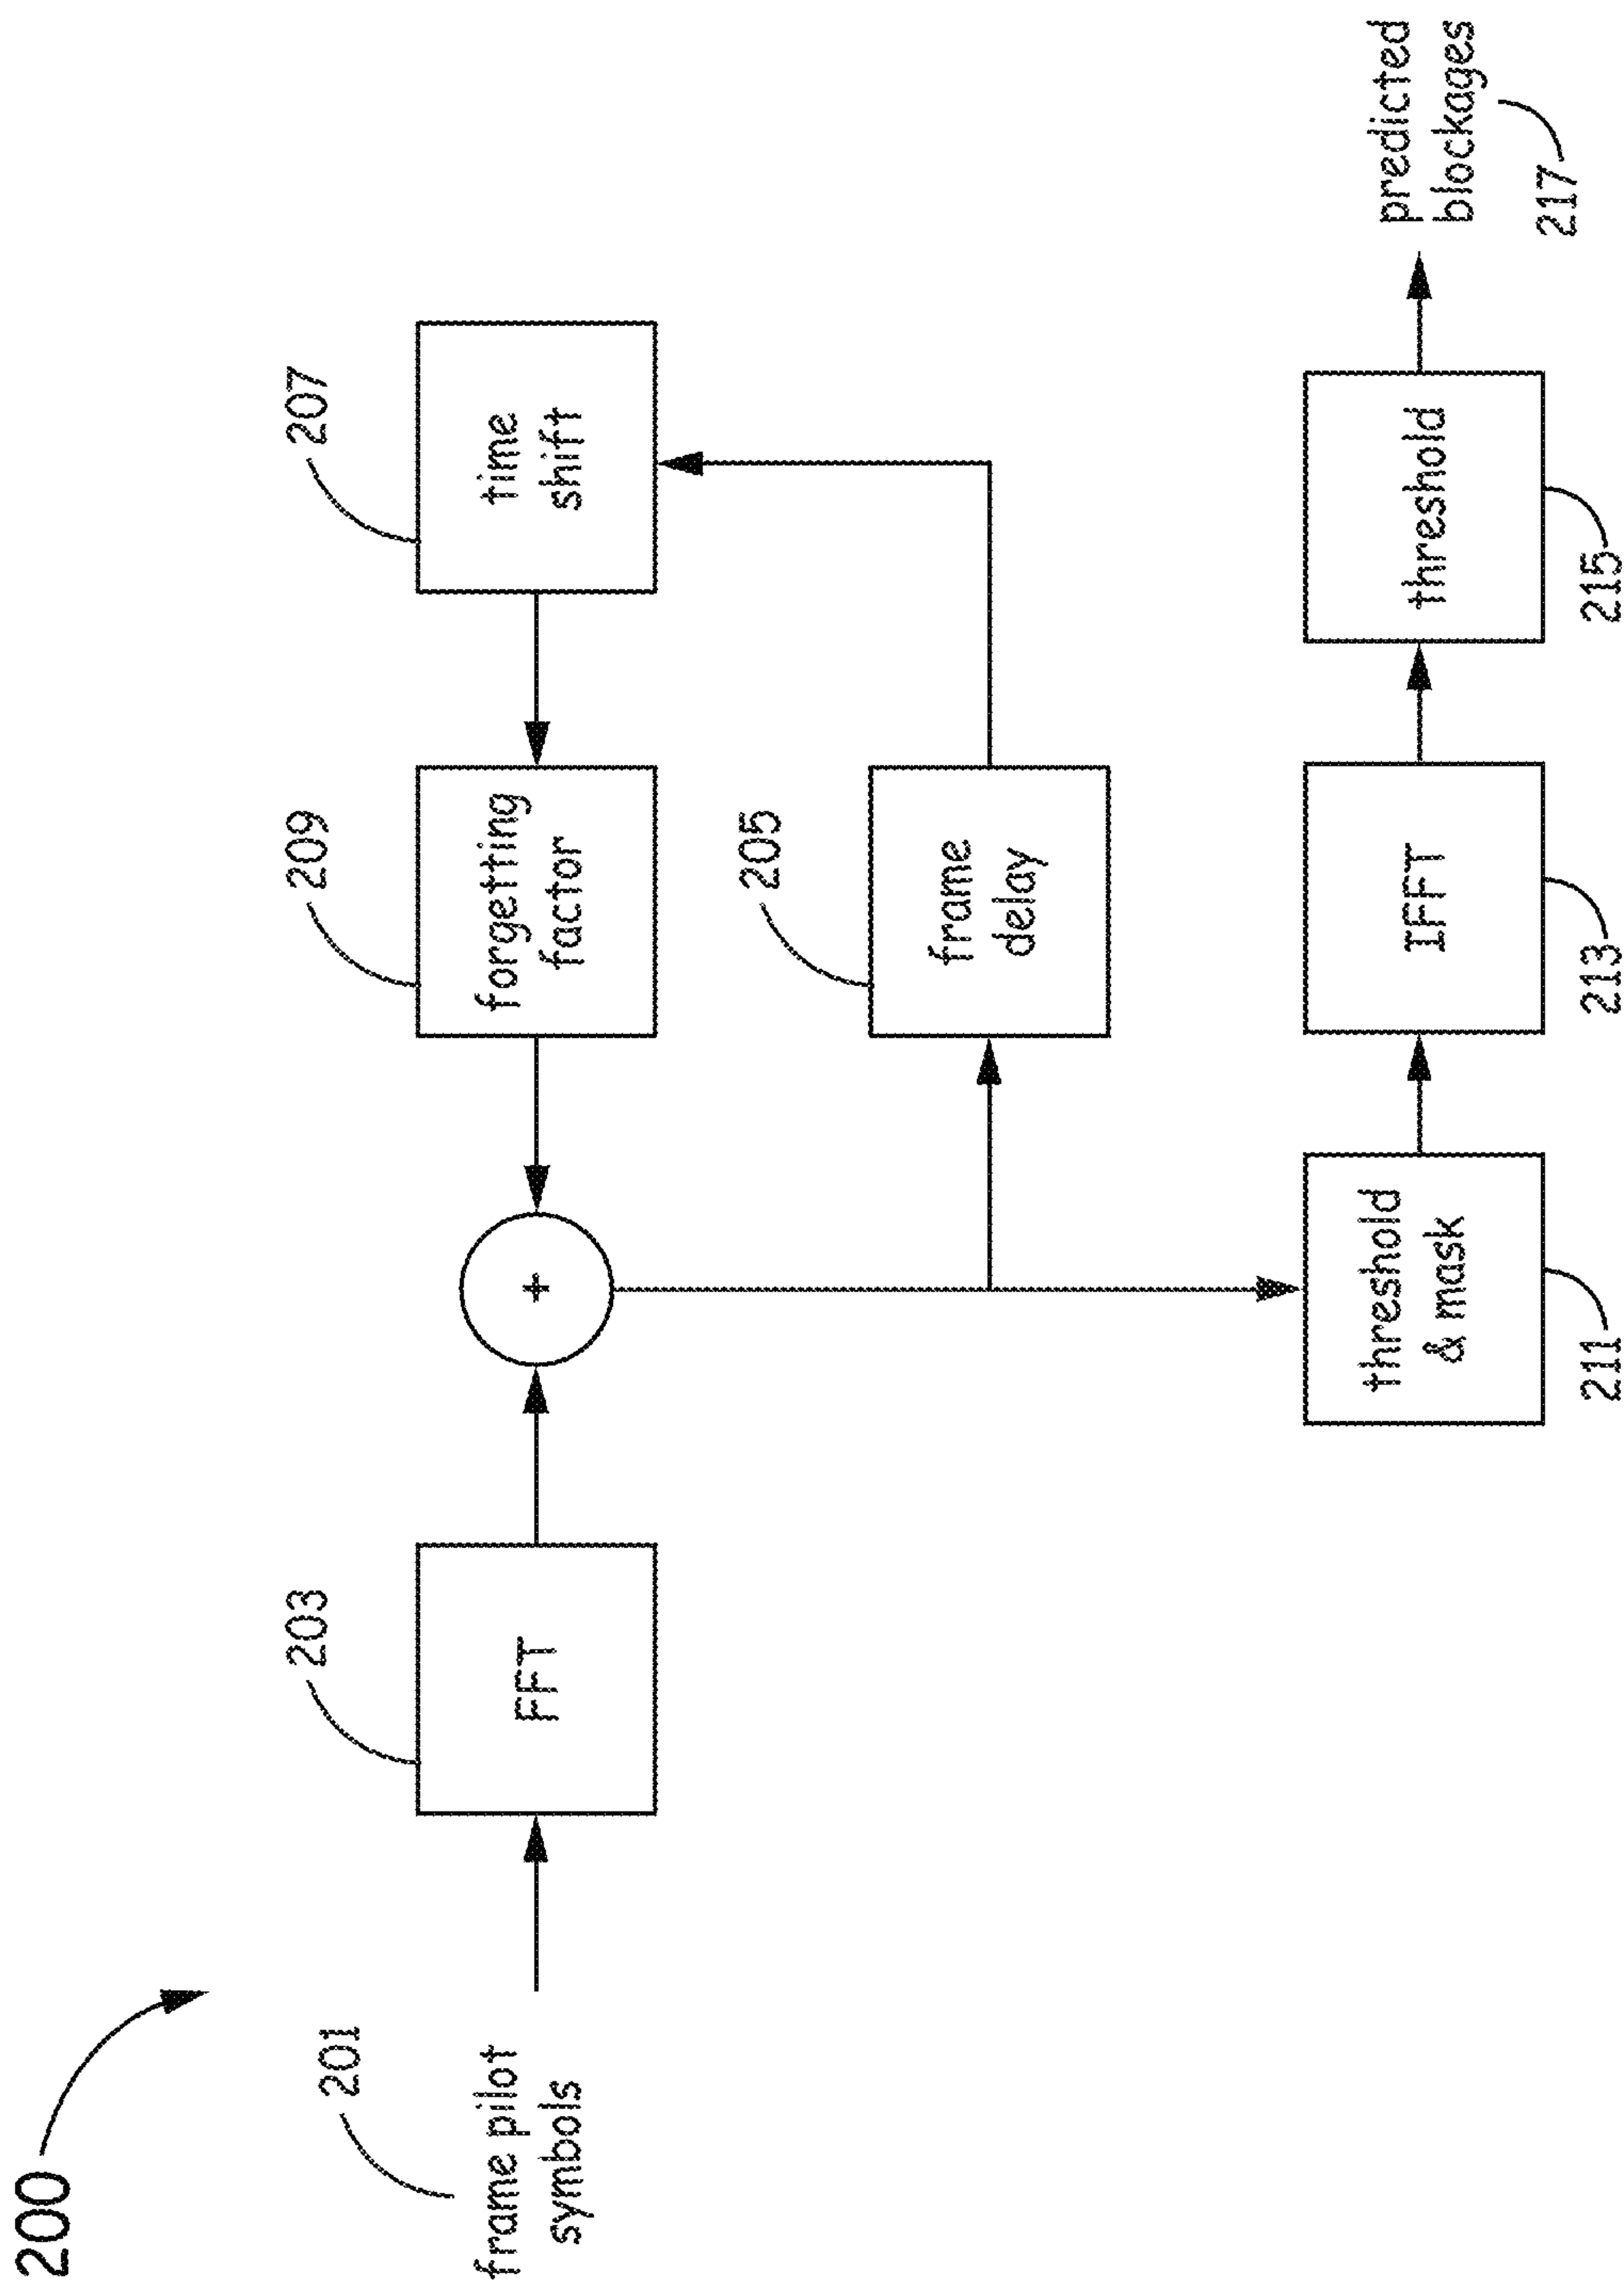 200
201
frame pilot
symbols
203
FFT
+
209
forgetting
factor
207
time
shift
205
frame
delay
threshold
& mask
211
IFFT
213
threshold
215
predicted
blockages
217